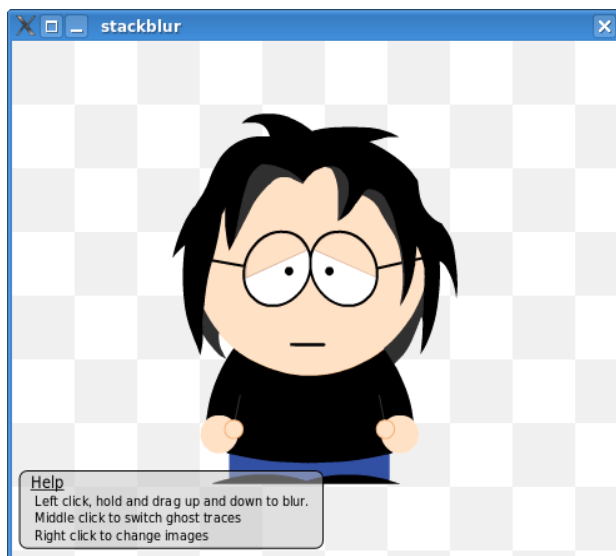 stackblur
Help
Left click, hold and drag up and down to blur.
Middle click to switch ghost traces
Right click to change images